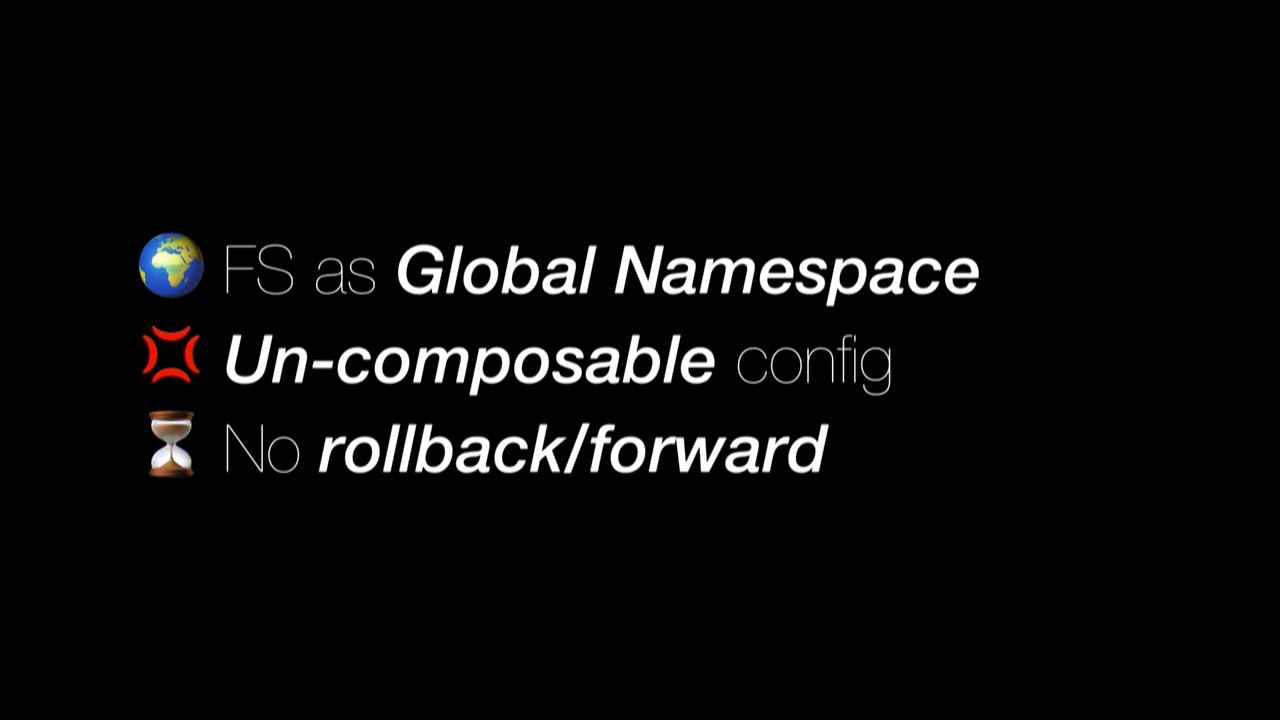 FS as Global Namespace
Un-composable config
No rollback/forward